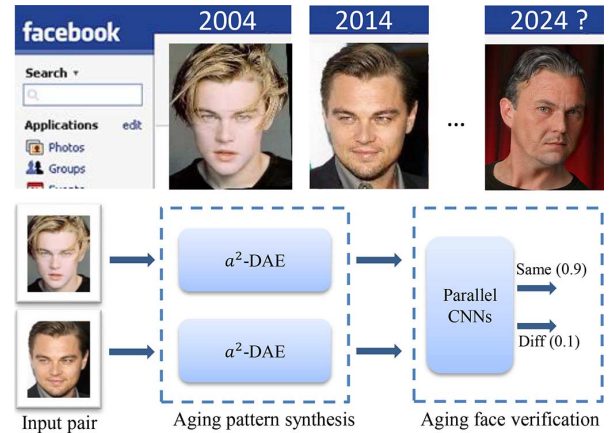 facebook
2004
2014
2024 ?
Search
Applications edit
Photos
Groups
Events
...
a²-DAE
a²-DAE
Parallel
CNNs
Same (0.9)
Diff (0.1)
Input pair
Aging pattern synthesis
Aging face verification